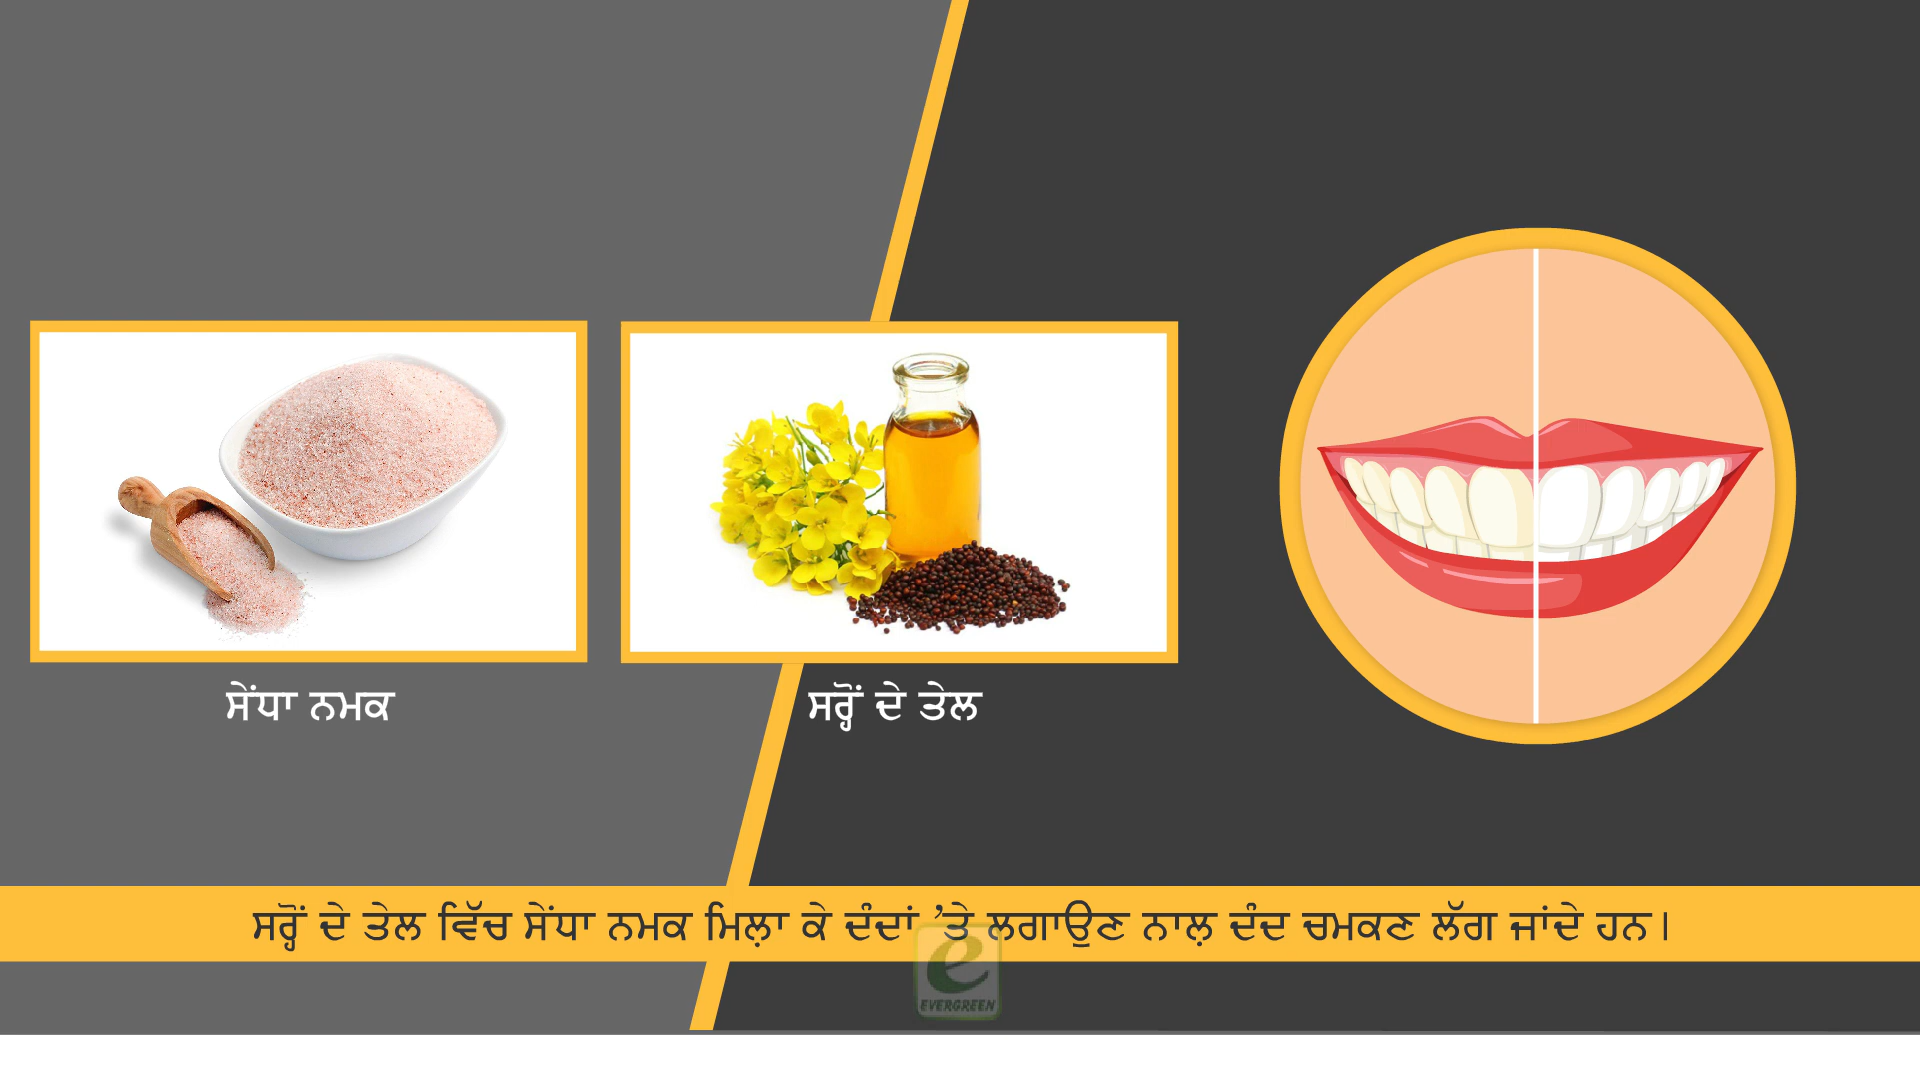 ਸੇਂਧਾ ਨਮਕ
ਸਰ੍ਹੋਂ ਦੇ ਤੇਲ
ਸਰ੍ਹੋਂ ਦੇ ਤੇਲ ਵਿੱਚ ਸੇਂਧਾ ਨਮਕ ਮਿਲ਼ਾ ਕੇ ਦੰਦਾਂ ’ਤੇ ਲਗਾਉਣ ਨਾਲ਼ ਦੰਦ ਚਮਕਣ ਲੱਗ ਜਾਂਦੇ ਹਨ।
e
EVERGREEN